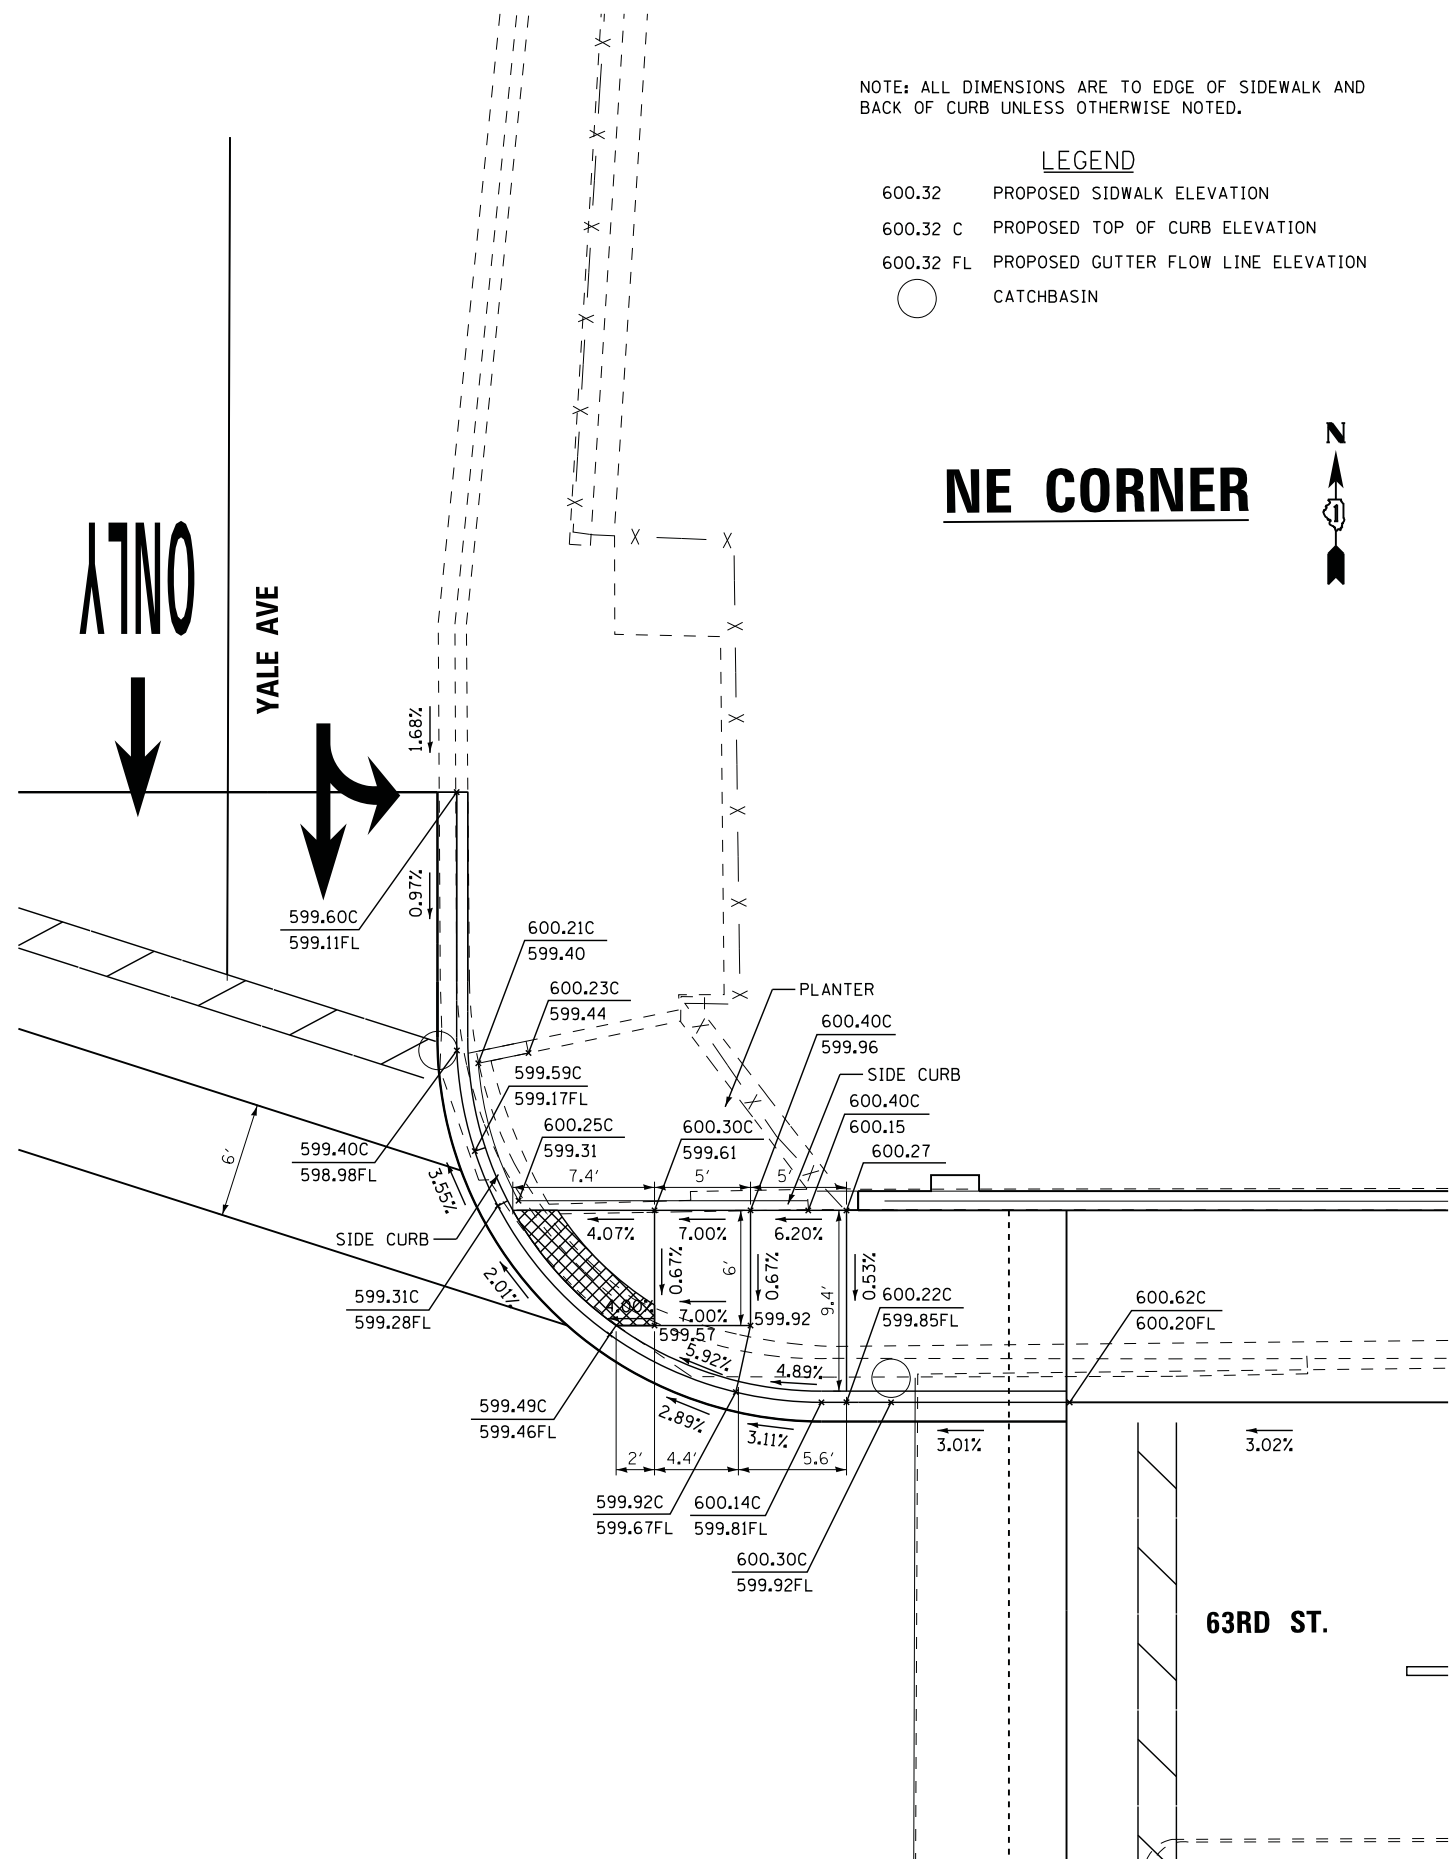 NOTE: ALL DIMENSIONS ARE TO EDGE OF SIDEWALK AND
BACK OF CURB UNLESS OTHERWISE NOTED.
LEGEND
600.32 PROPOSED SIDWALK ELEVATION
600.32 C PROPOSED TOP OF CURB ELEVATION
600.32 FL PROPOSED GUTTER FLOW LINE ELEVATION
CATCHBASIN
N
1
NE CORNER
ONLY
YALE AVE
1.68%
0.97%
599.60C
599.11FL
600.21C
599.40
600.23C
599.44
PLANTER
600.40C
599.96
SIDE CURB
599.59C
599.17FL
600.40C
600.15
600.25C
599.31
600.30C
599.61
600.27
599.40C
598.98FL
6'
3.55%
7.4'
5'
5'
SIDE CURB
4.07%
7.00%
6.20%
0.67%
6'
0.67%
9.4'
0.53%
2.01%
599.31C
599.28FL
4.00%
7.00%
599.57
599.92
600.22C
599.85FL
600.62C
600.20FL
5.92%
4.89%
599.49C
599.46FL
2.89%
3.11%
3.01%
3.02%
2'
4.4'
5.6'
599.92C
599.67FL
600.14C
599.81FL
600.30C
599.92FL
63RD ST.